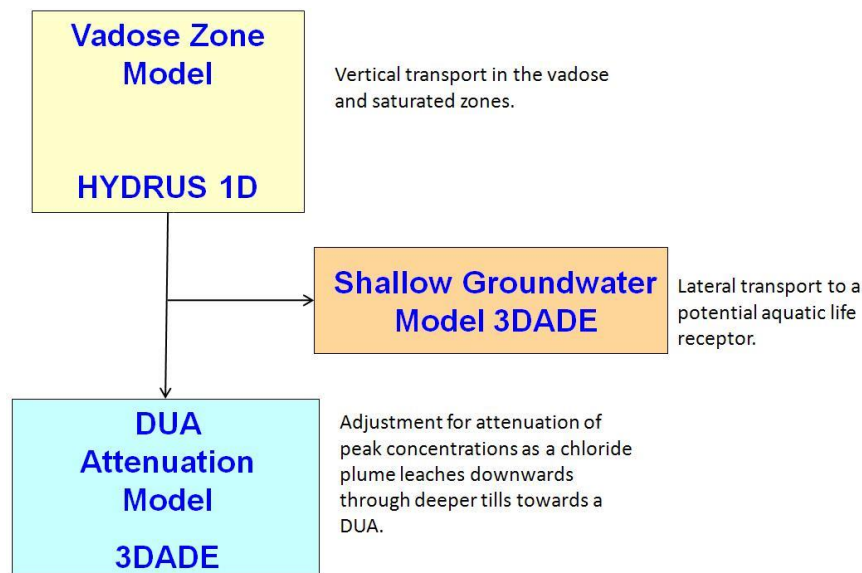 Vadose Zone
Model
HYDRUS 1D
Vertical transport in the vadose
and saturated zones.
Shallow Groundwater
Model 3DADE
Lateral transport to a
potential aquatic life
receptor.
DUA
Attenuation
Model
3DADE
Adjustment for attenuation of
peak concentrations as a chloride
plume leaches downwards
through deeper tills towards a
DUA.